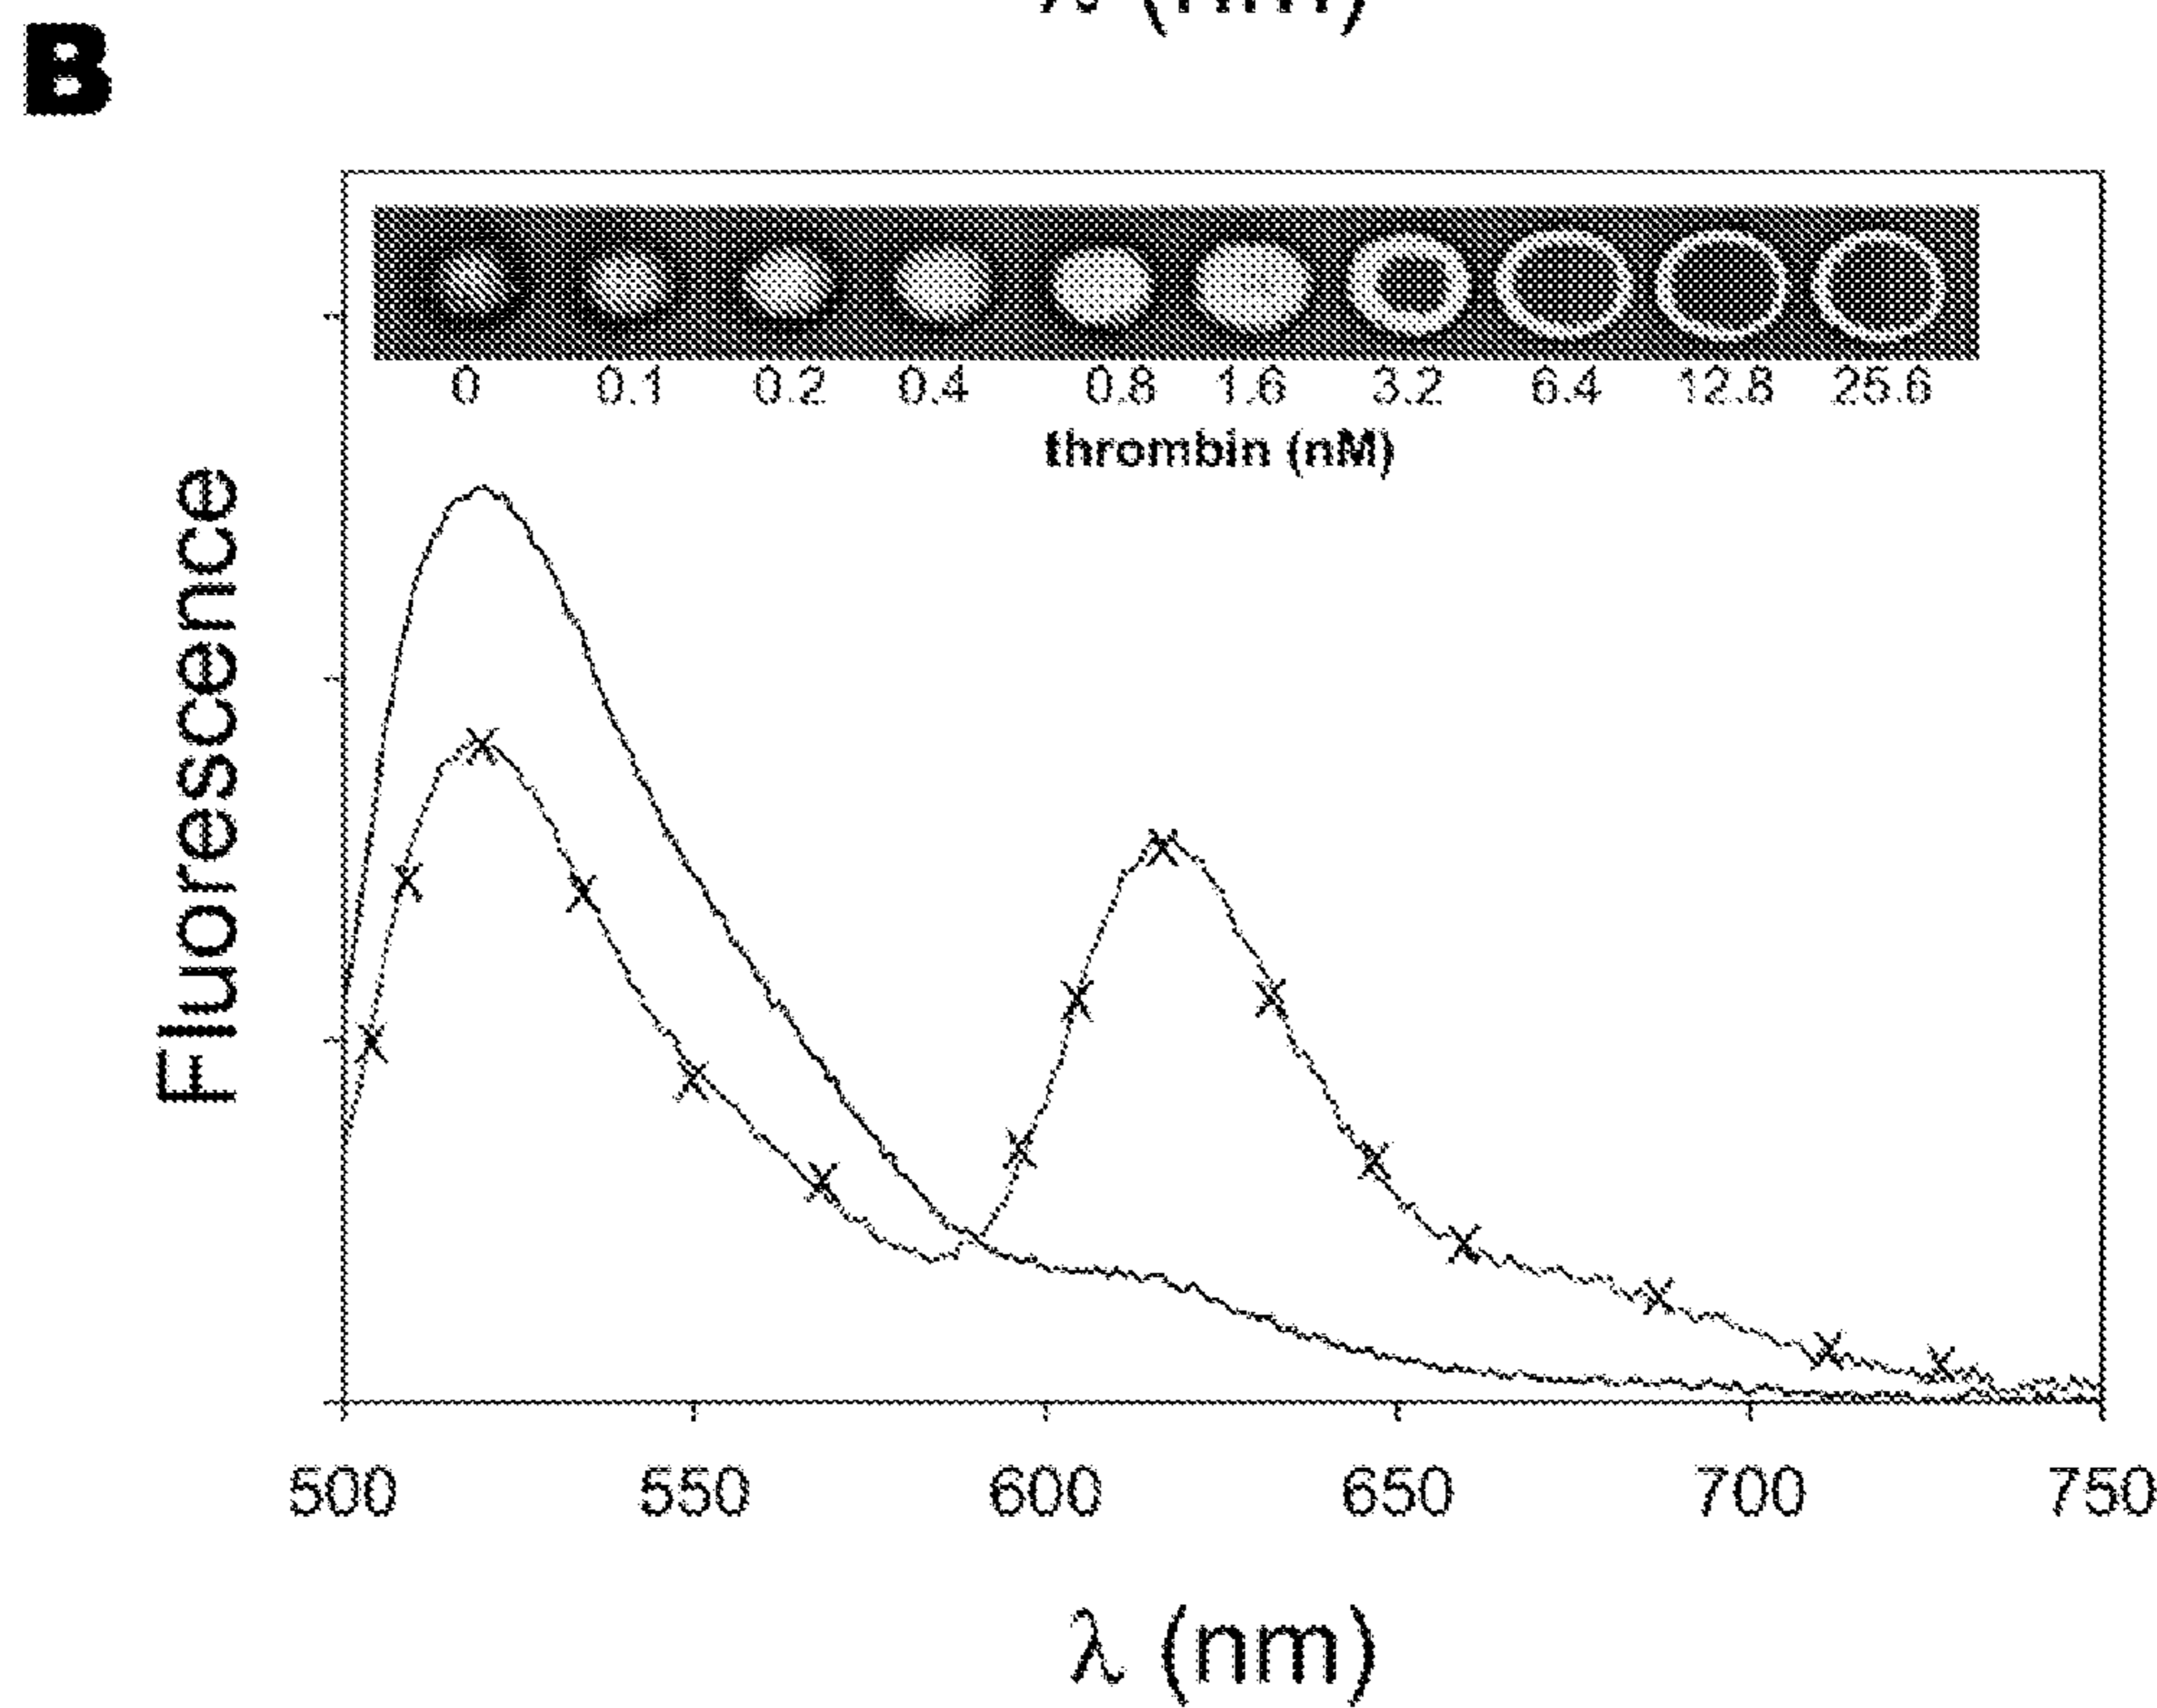 λ (nm)
B
0 0.1 0.2 0.4 0.8 1.6 3.2 6.4 12.8 25.6
thrombin (nM)
Fluorescence
500 550 600 650 700 750
λ (nm)